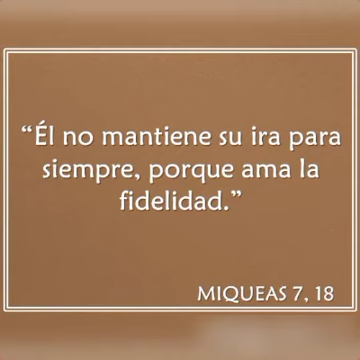 “Él no mantiene su ira para
siempre, porque ama la
fidelidad.”
MIQUEAS 7, 18